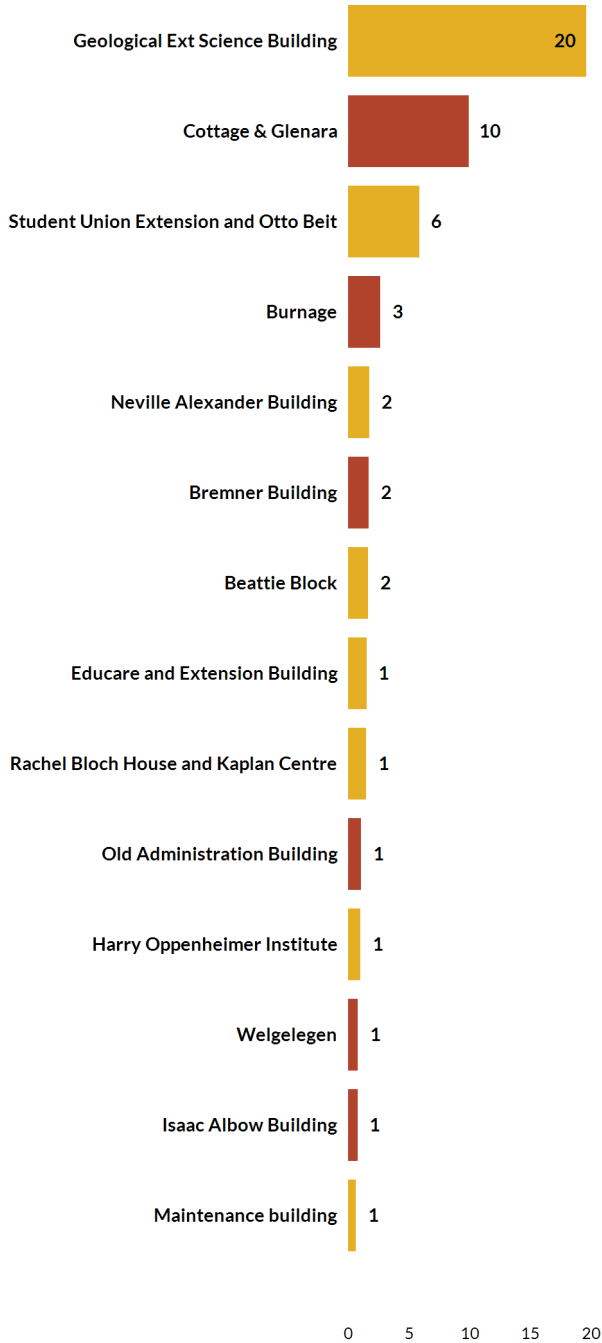 Geological Ext Science Building 20
Cottage & Glenara 10
Student Union Extension and Otto Beit 6
Burnage 3
Neville Alexander Building 2
Bremner Building 2
Beattie Block 2
Educare and Extension Building 1
Rachel Bloch House and Kaplan Centre 1
Old Administration Building 1
Harry Oppenheimer Institute 1
Welgelegen 1
Isaac Albow Building 1
Maintenance building 1
0 5 10 15 20